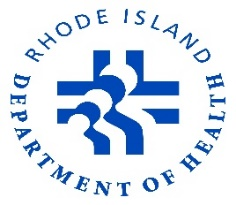 RHODE ISLAND
DEPARTMENT OF HEALTH